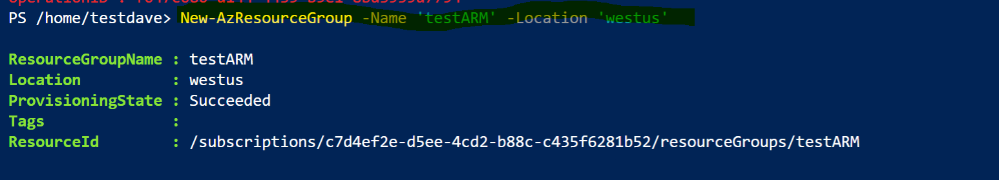 PS /home/testdave> New-AzResourceGroup -Name 'testARM' -Location 'westus'
ResourceGroupName : testARM
Location          : westus
ProvisioningState : Succeeded
Tags              :
ResourceId        : /subscriptions/c7d4ef2e-d5ee-4cd2-b88c-c435f6281b52/resourceGroups/testARM